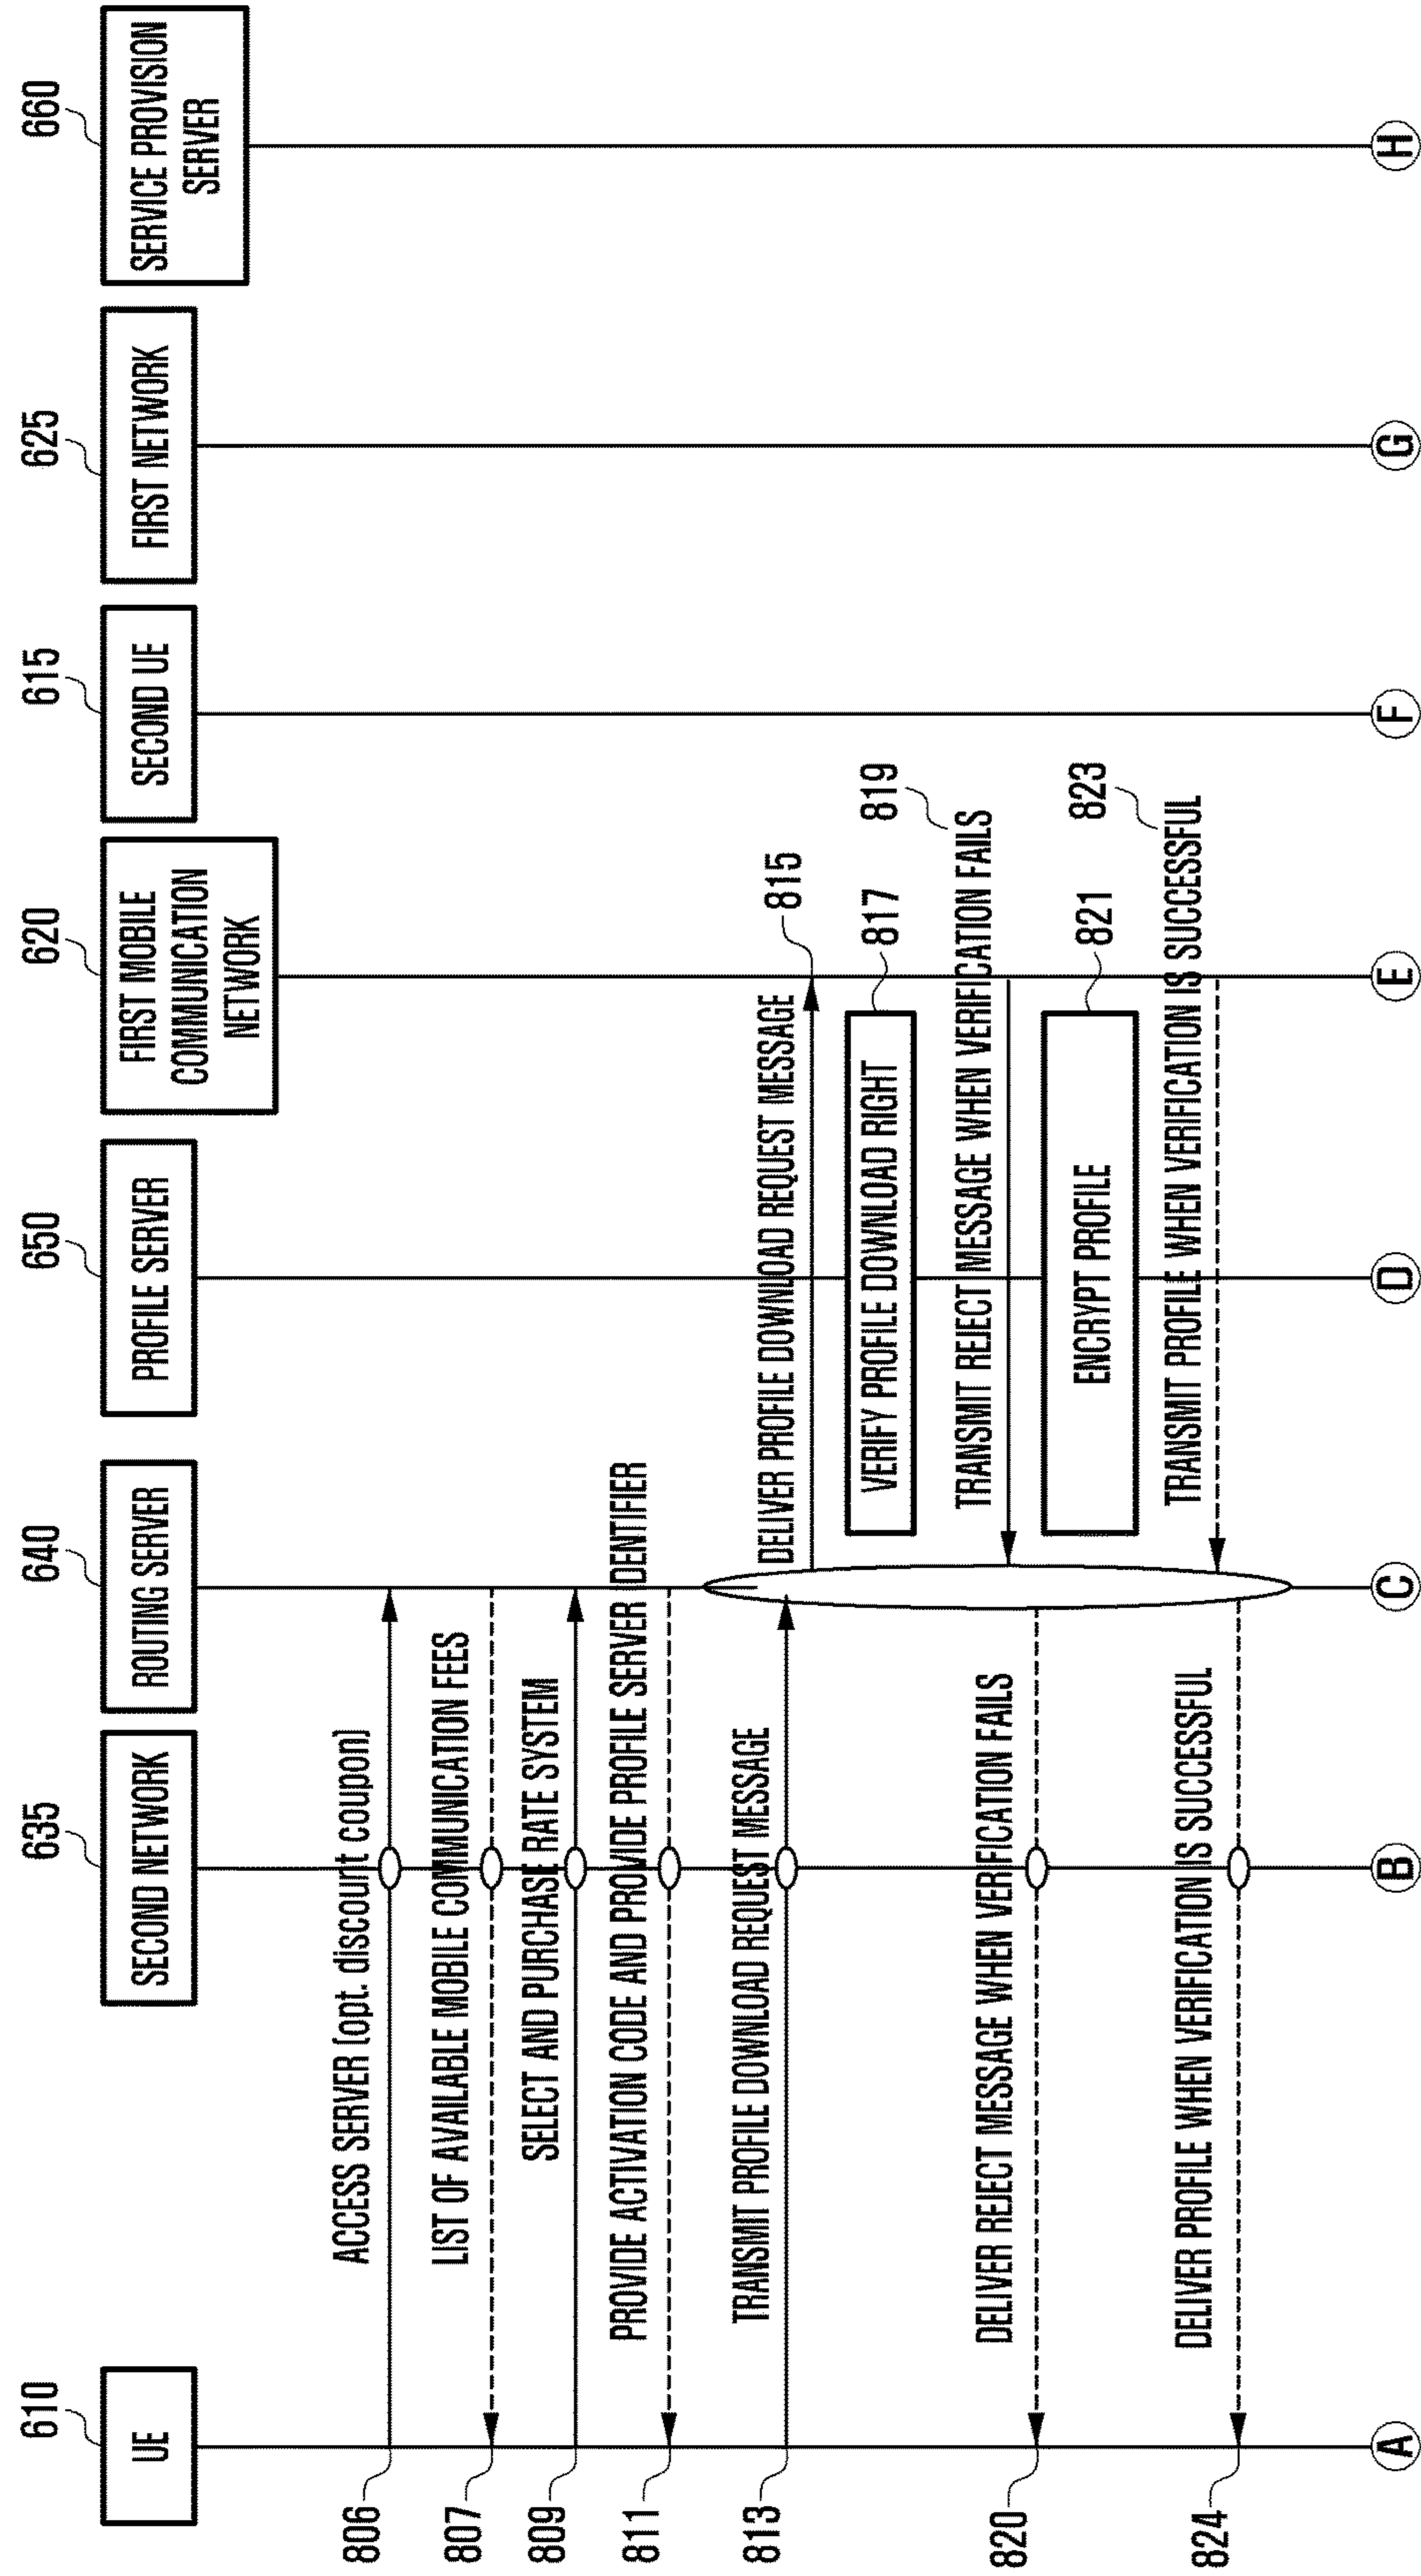 610
635
640
650
620
615
625
660
UE
SECOND NETWORK
ROUTING SERVER
PROFILE SERVER
FIRST MOBILE
COMMUNICATION
NETWORK
SECOND UE
FIRST NETWORK
SERVICE PROVISION
SERVER
806
ACCESS SERVER (opt. discount coupon)
807
LIST OF AVAILABLE MOBILE COMMUNICATION FEES
809
SELECT AND PURCHASE RATE SYSTEM
811
PROVIDE ACTIVATION CODE AND PROVIDE PROFILE SERVER IDENTIFIER
813
TRANSMIT PROFILE DOWNLOAD REQUEST MESSAGE
DELIVER PROFILE DOWNLOAD REQUEST MESSAGE
815
VERIFY PROFILE DOWNLOAD RIGHT
817
TRANSMIT REJECT MESSAGE WHEN VERIFICATION FAILS
819
820
DELIVER REJECT MESSAGE WHEN VERIFICATION FAILS
ENCRYPT PROFILE
821
TRANSMIT PROFILE WHEN VERIFICATION IS SUCCESSFUL
823
824
DELIVER PROFILE WHEN VERIFICATION IS SUCCESSFUL
A
B
C
D
E
F
G
H